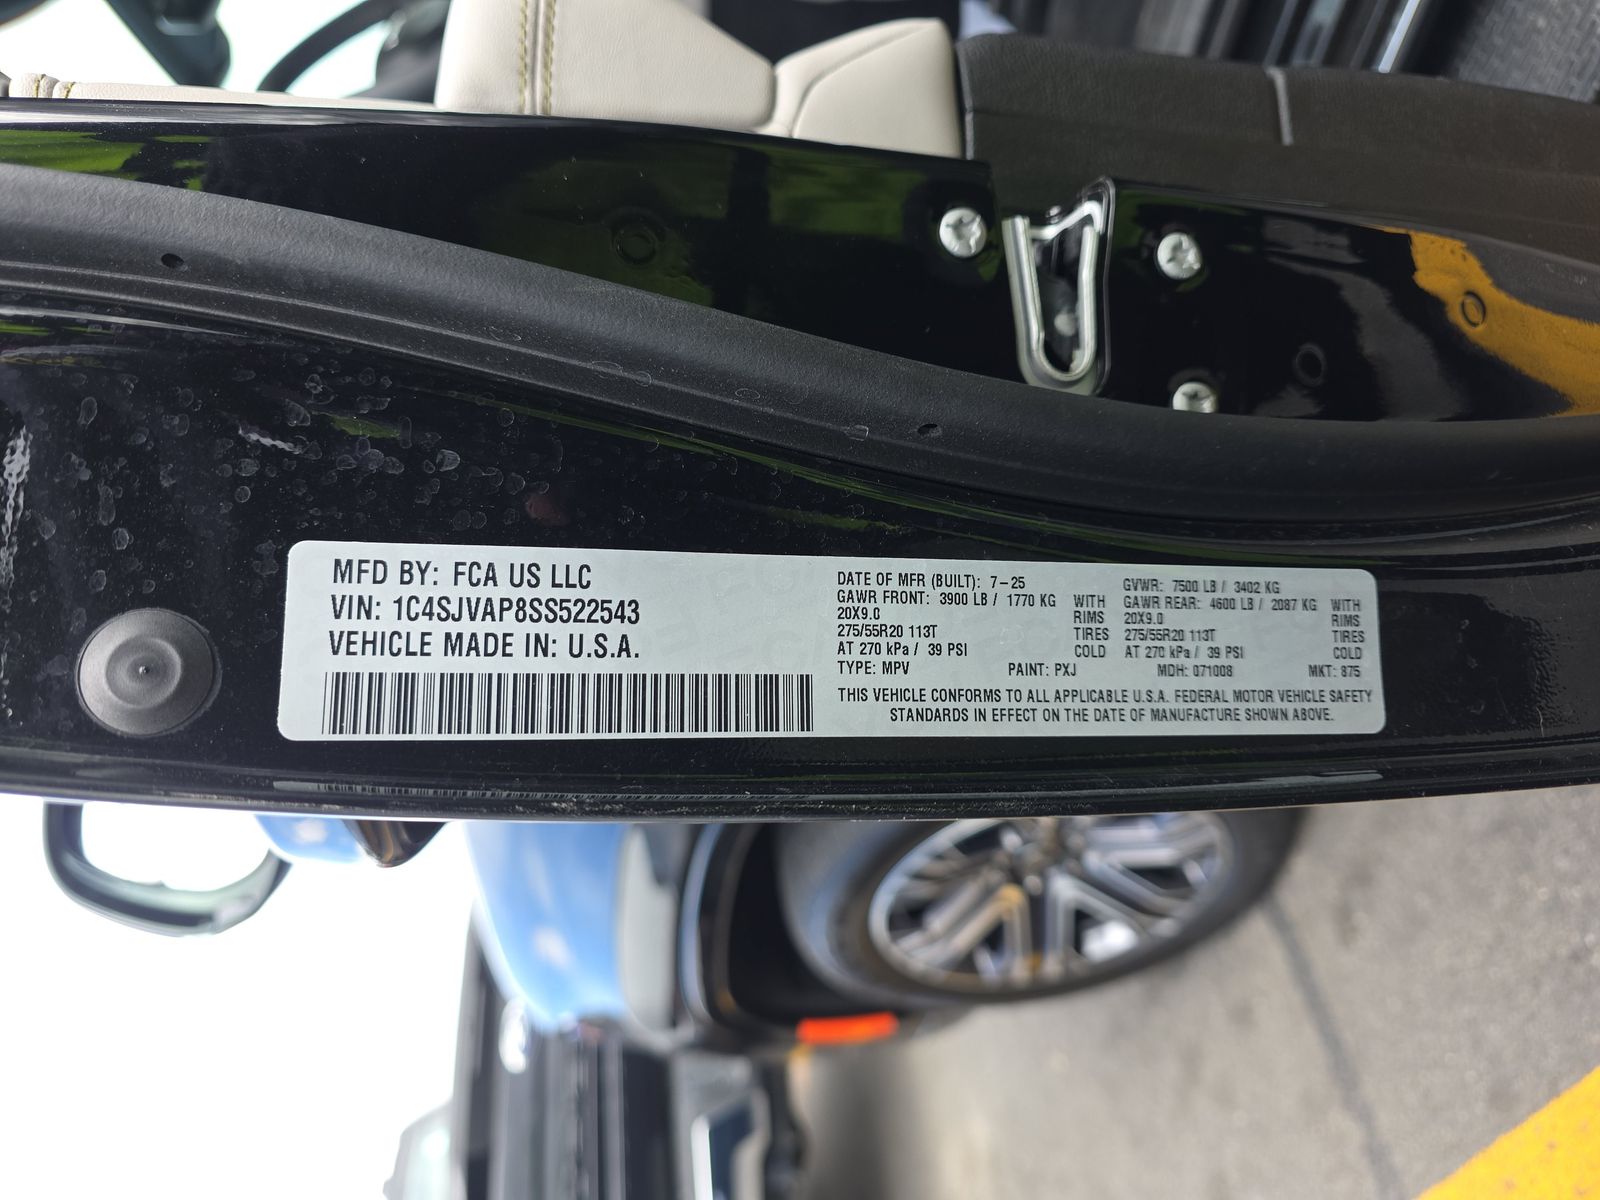 MFD BY: FCA US LLC
VIN: 1C4SJVAP8SS522543
VEHICLE MADE IN: U.S.A.
DATE OF MFR (BUILT): 7-25 GVWR: 7500 LB / 3402 KG
GAWR FRONT: 3900 LB / 1770 KG WITH GAWR REAR: 4600 LB / 2087 KG WITH
20X9.0 RIMS 20X9.0 RIMS
275/55R20 113T TIRES 275/55R20 113T TIRES
AT 270 kPa / 39 PSI COLD AT 270 kPa / 39 PSI COLD
TYPE: MPV PAINT: PXJ MDH: 071008 MKT: 875
THIS VEHICLE CONFORMS TO ALL APPLICABLE U.S.A. FEDERAL MOTOR VEHICLE SAFETY
STANDARDS IN EFFECT ON THE DATE OF MANUFACTURE SHOWN ABOVE.